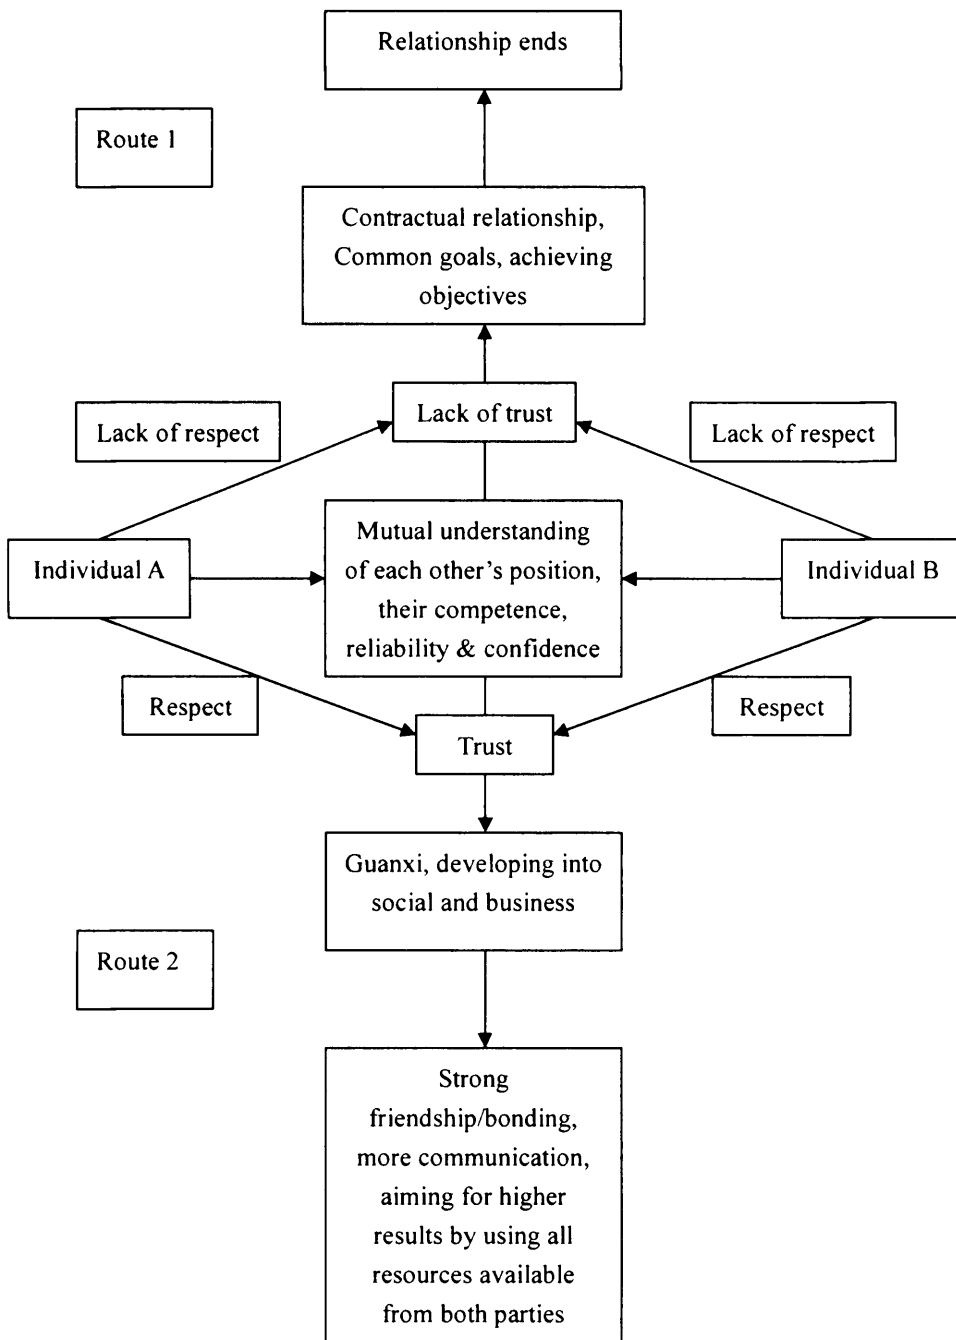 Relationship ends
Route 1
Contractual relationship,
Common goals, achieving
objectives
Lack of trust
Lack of respect
Lack of respect
Mutual understanding
of each other's position,
their competence,
reliability & confidence
Individual A
Individual B
Respect
Respect
Trust
Guanxi, developing into
social and business
Route 2
Strong
friendship/bonding,
more communication,
aiming for higher
results by using all
resources available
from both parties